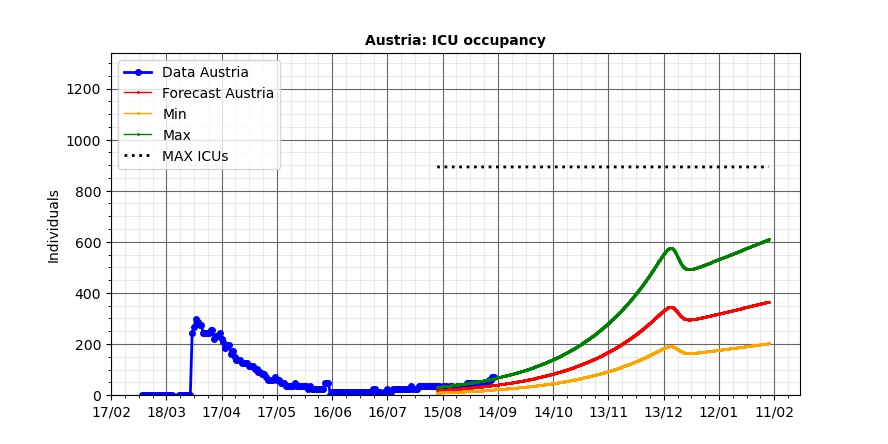 Austria: ICU occupancy
Data Austria
Forecast Austria
Min
Max
MAX ICUs
Individuals
1200
1000
800
600
400
200
0
17/02 18/03 17/04 17/05 16/06 16/07 15/08 14/09 14/10 13/11 13/12 12/01 11/02